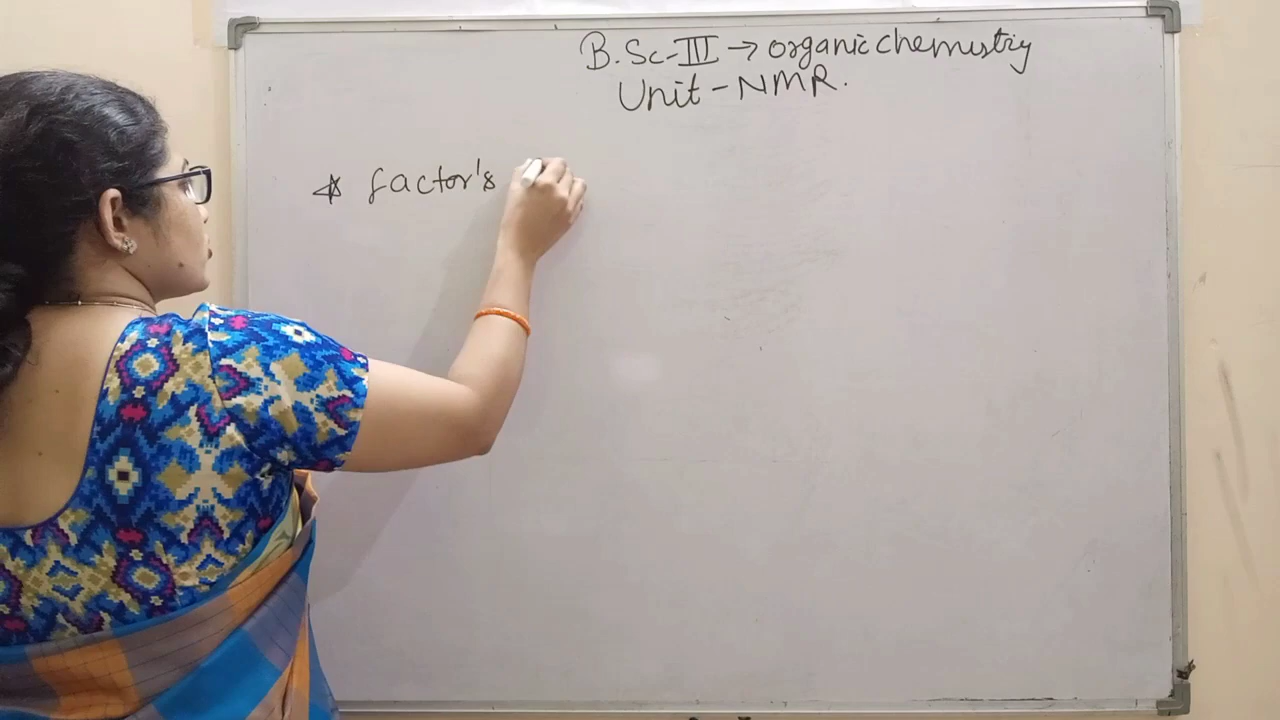 B.Sc-III → organic chemistry
Unit - NMR.
* factor's